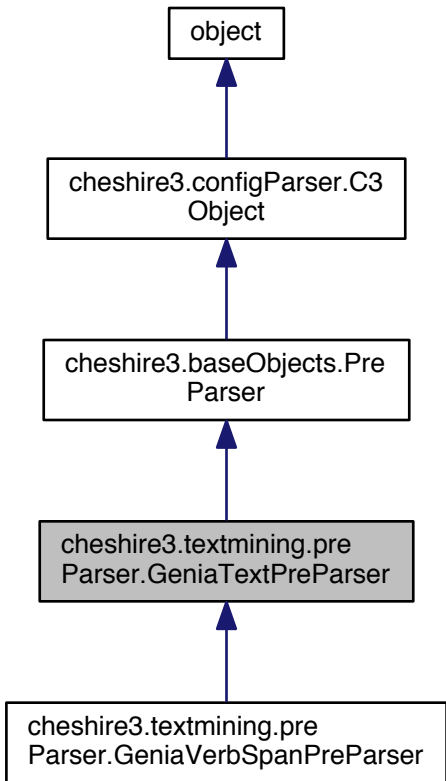 object
cheshire3.configParser.C3
Object
cheshire3.baseObjects.Pre
Parser
cheshire3.textmining.pre
Parser.GeniaTextPreParser
cheshire3.textmining.pre
Parser.GeniaVerbSpanPreParser